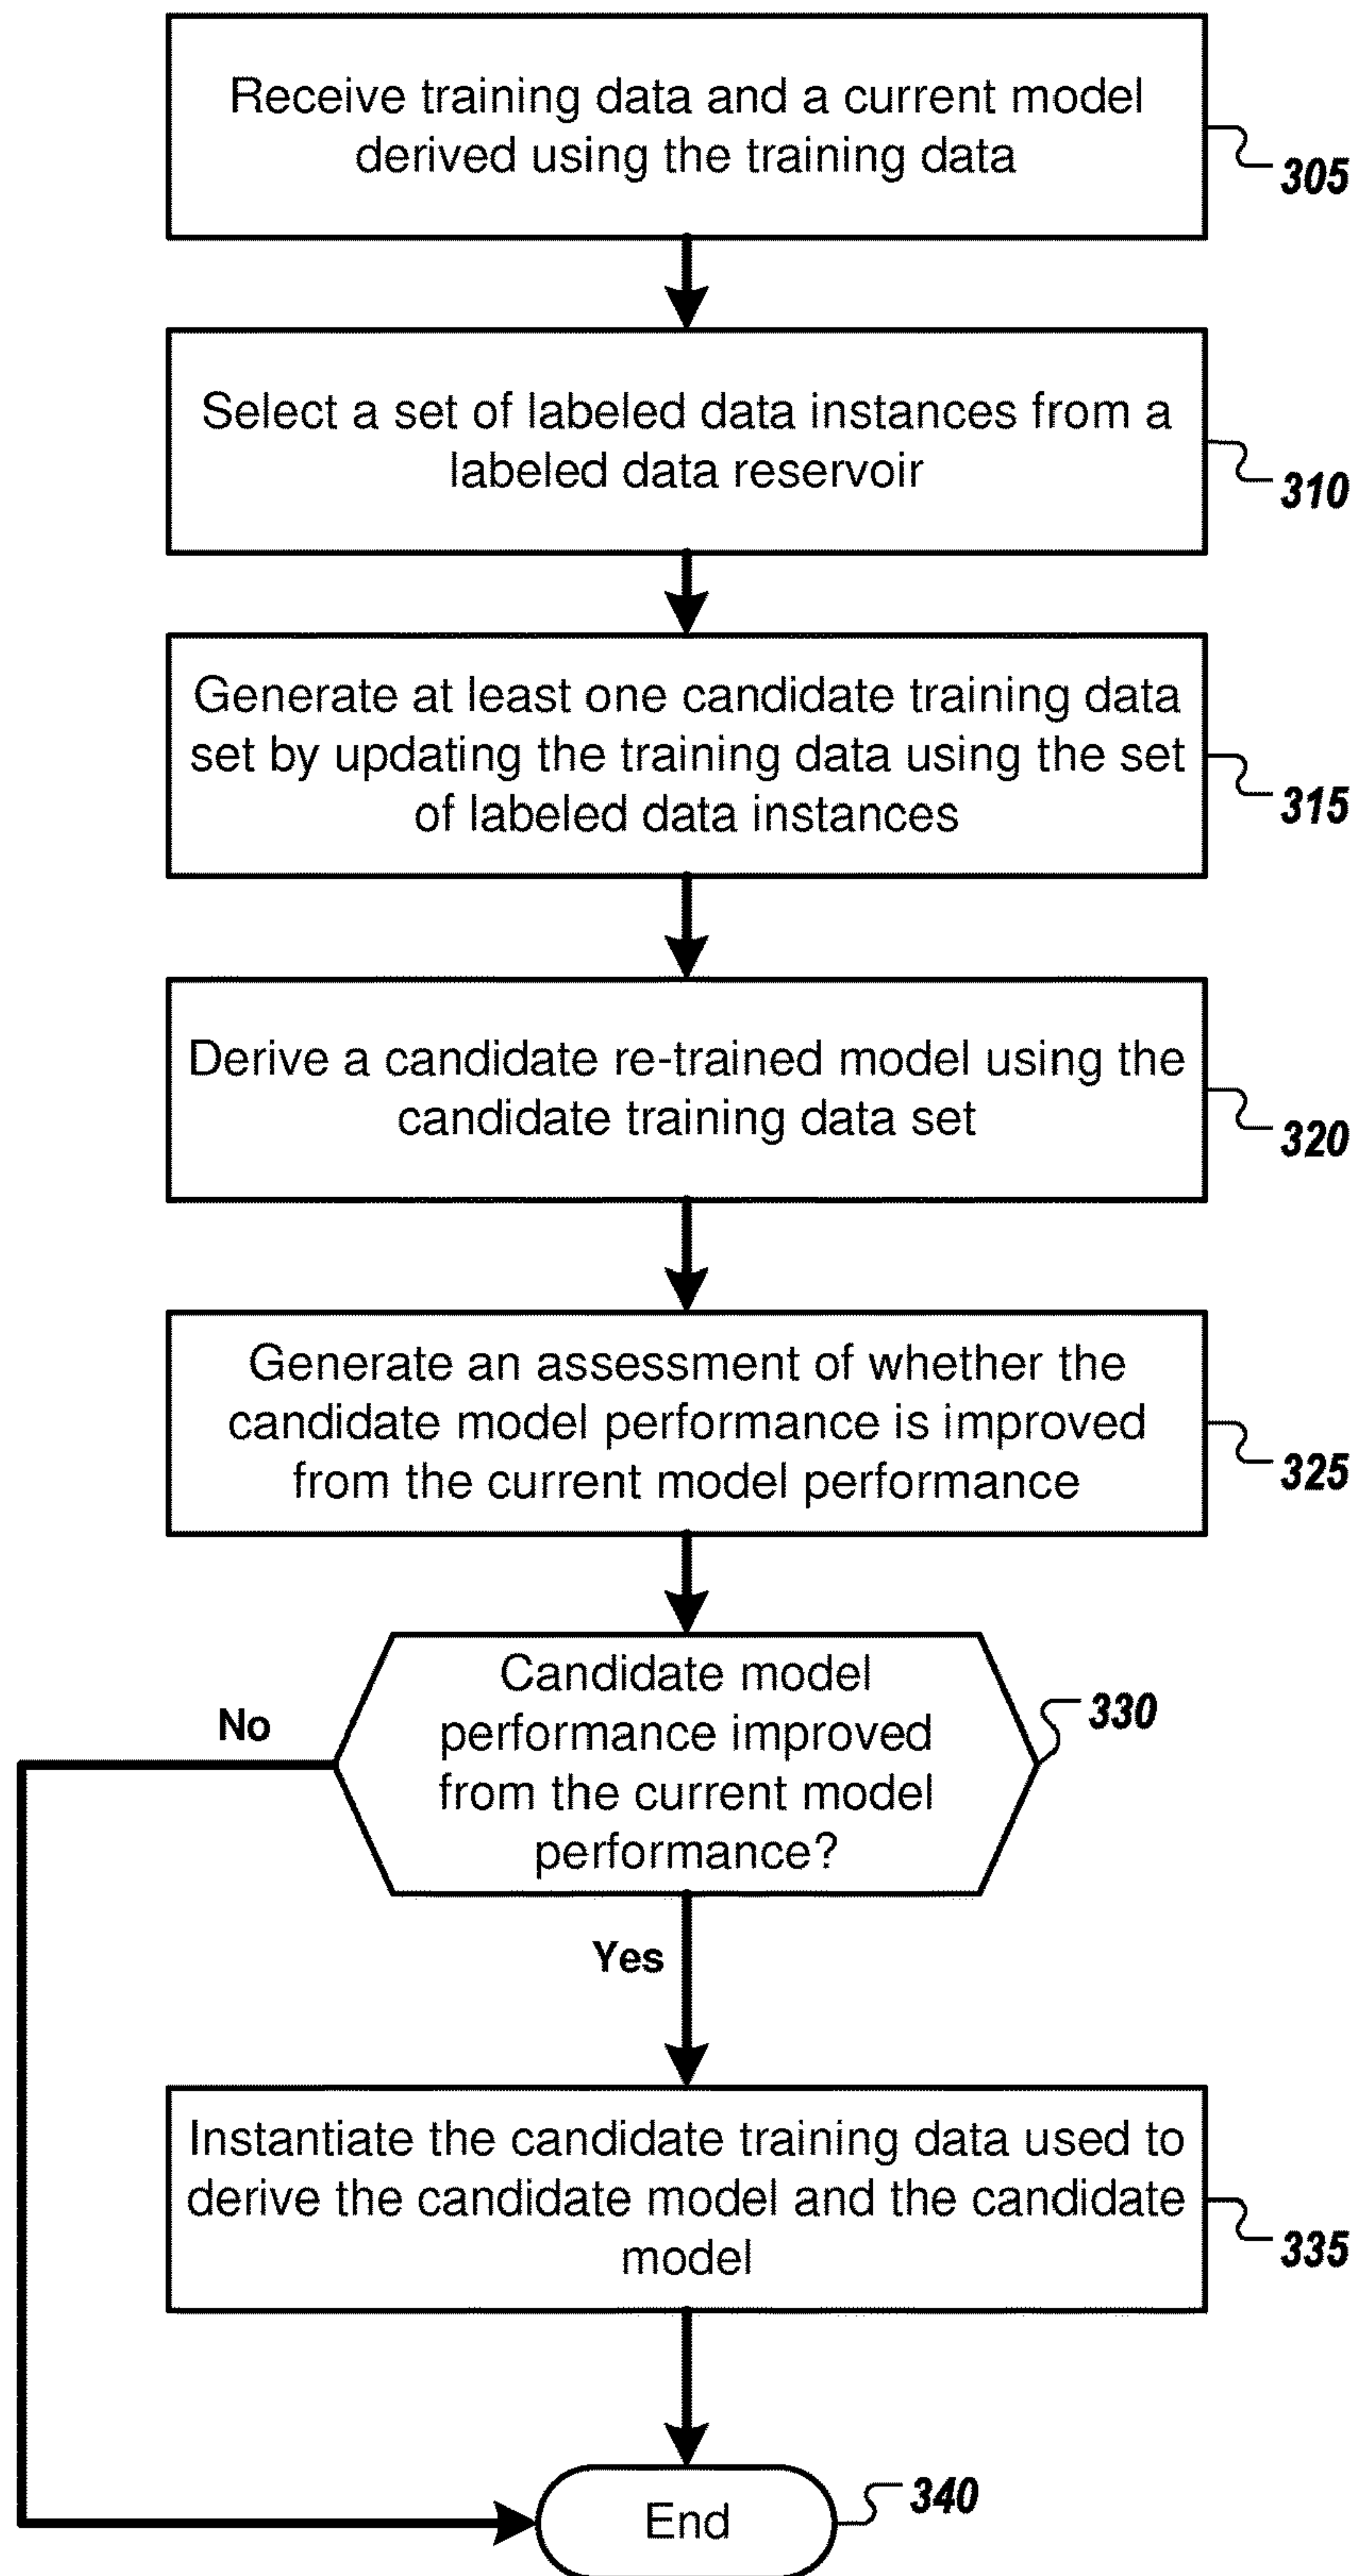 Receive training data and a current model
derived using the training data
305
Select a set of labeled data instances from a
labeled data reservoir
310
Generate at least one candidate training data
set by updating the training data using the set
of labeled data instances
315
Derive a candidate re-trained model using the
candidate training data set
320
Generate an assessment of whether the
candidate model performance is improved
from the current model performance
325
Candidate model
performance improved
from the current model
performance?
330
No
Yes
Instantiate the candidate training data used to
derive the candidate model and the candidate
model
335
End
340